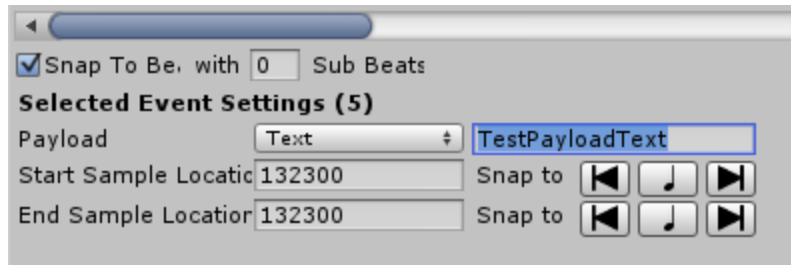 Snap To Be. with 0 Sub Beats
Selected Event Settings (5)
Payload Text TestPayloadText
Start Sample Locatic 132300 Snap to
End Sample Location 132300 Snap to